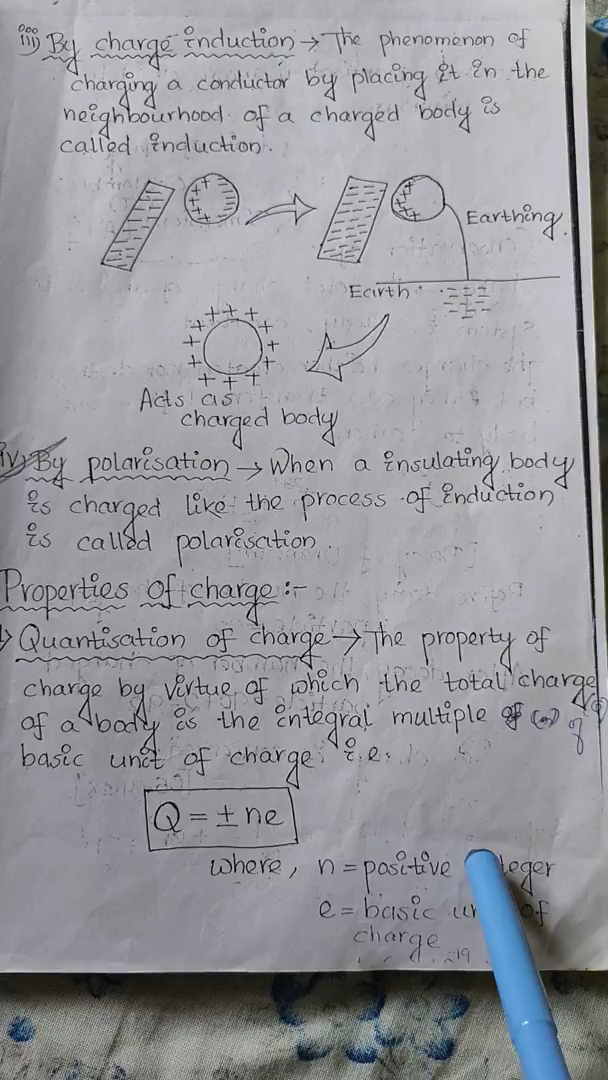 iii) By charge induction → The phenomenon of
charging a conductor by placing it in the
neighbourhood of a charged body is
called induction.
Earthing.
Earth
Acts as
charged body
iv) By polarisation → When a insulating body
is charged like the process of induction
is called polarisation
Properties of charge :-
Quantisation of charge → The property of
charge by virtue of which the total charge
of a body is the integral multiple of
basic unit of charge. i.e.
Q = ± ne
where, n = positive
e = basic of
charge
-19